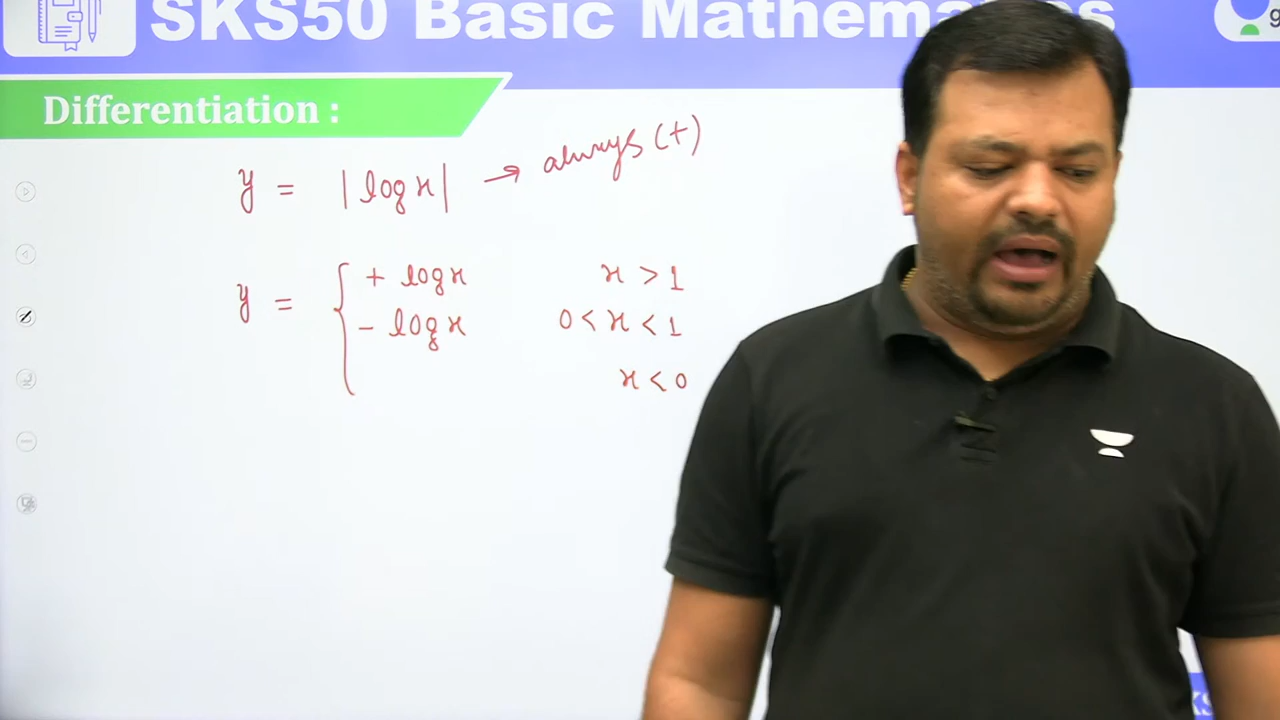 SKS50 Basic Mathema s
Differentiation :
y = | log x | → always (+)
y = { + log x x > 1
- log x 0 < x < 1
x < 0